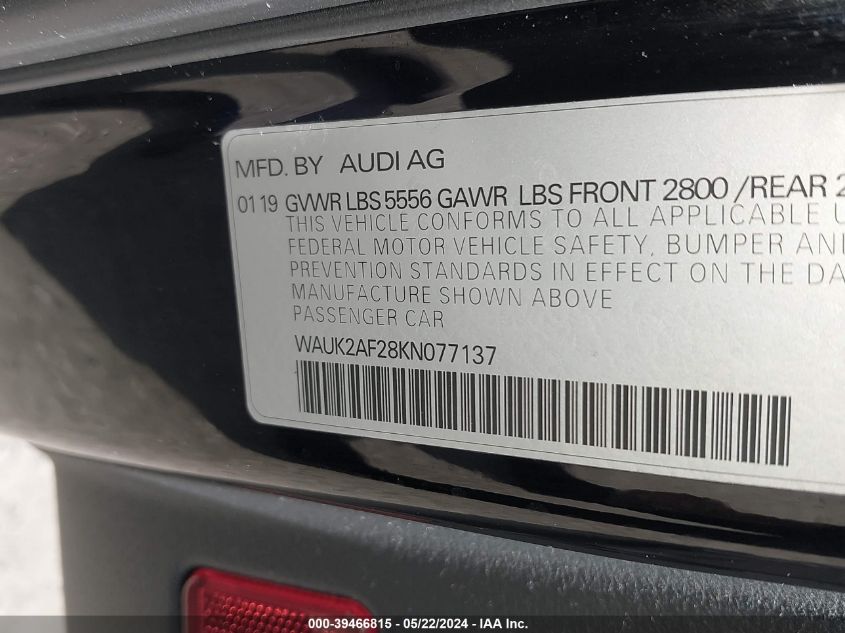 MFD. BY AUDI AG
01 19 GVWR LBS 5556 GAWR LBS FRONT 2800 /REAR 2
THIS VEHICLE CONFORMS TO ALL APPLICABLE
FEDERAL MOTOR VEHICLE SAFETY, BUMPER AND
PREVENTION STANDARDS IN EFFECT ON THE DA
MANUFACTURE SHOWN ABOVE
PASSENGER CAR
WAUK2AF28KN077137
000-39466815 - 05/22/2024 - IAA Inc.